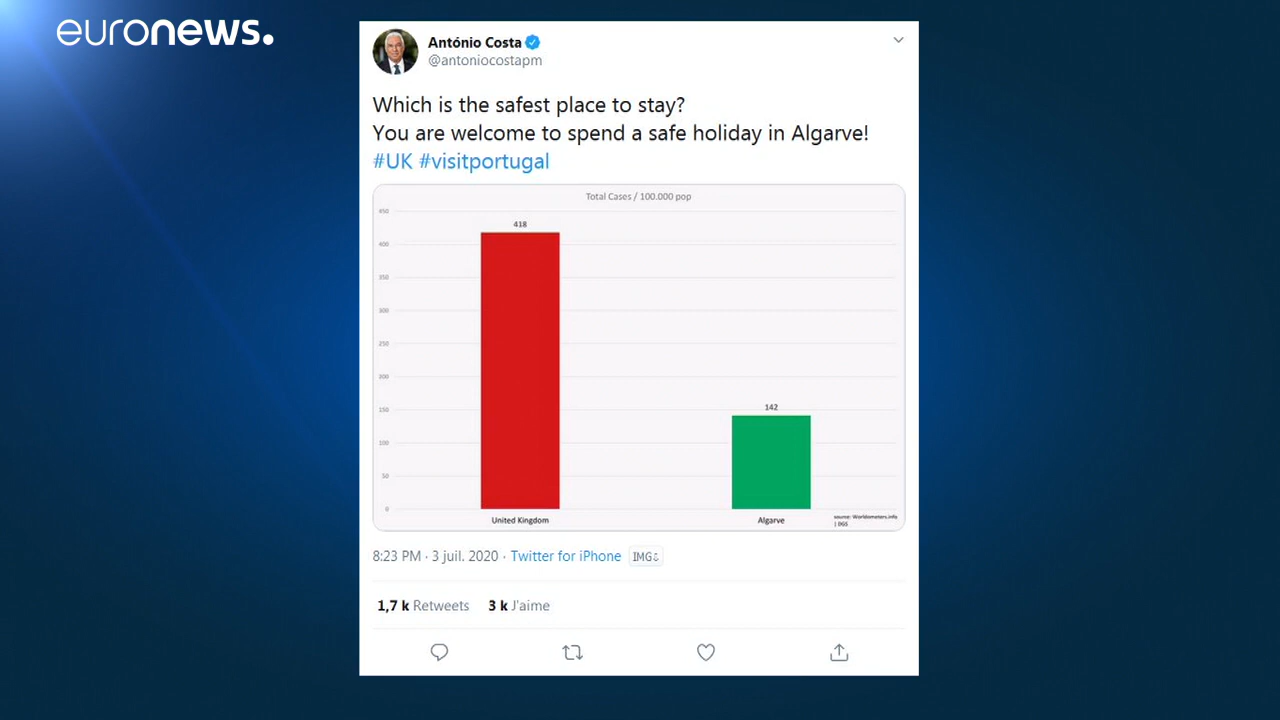 euronews.
António Costa
@antoniocostapm
Which is the safest place to stay?
You are welcome to spend a safe holiday in Algarve!
#UK #visitportugal
Total Cases / 100.000 pop
450
400
350
300
250
200
150
100
50
0
418
142
United Kingdom
Algarve
source: Worldometers.info
| DGS
8:23 PM · 3 juil. 2020 · Twitter for iPhone
1,7 k Retweets 3 k J'aime